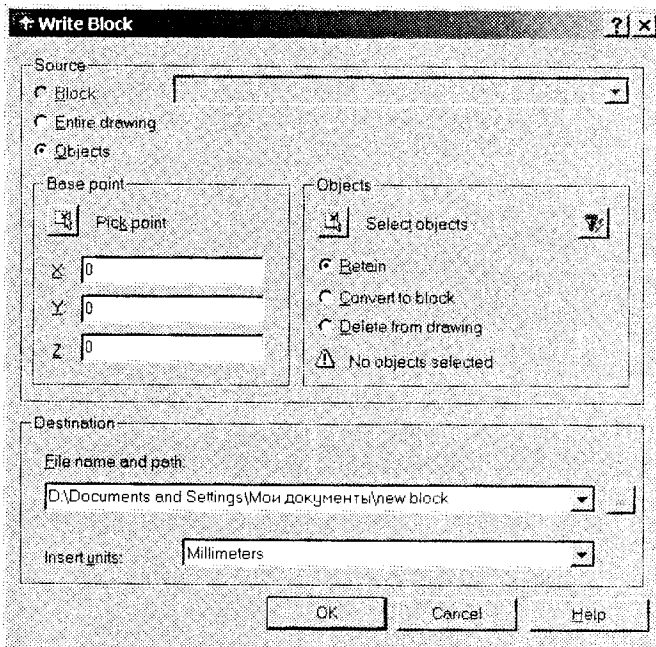 Write Block
Source
Block
Entire drawing
Objects
Base point
Pick point
X: 0
Y: 0
Z 0
Objects
Select objects
Retain
Convert to block
Delete from drawing
No objects selected
Destination
File name and path:
D:\Documents and Settings\Мои документы\new block
...
Insert units: Millimeters
OK Cancel Help